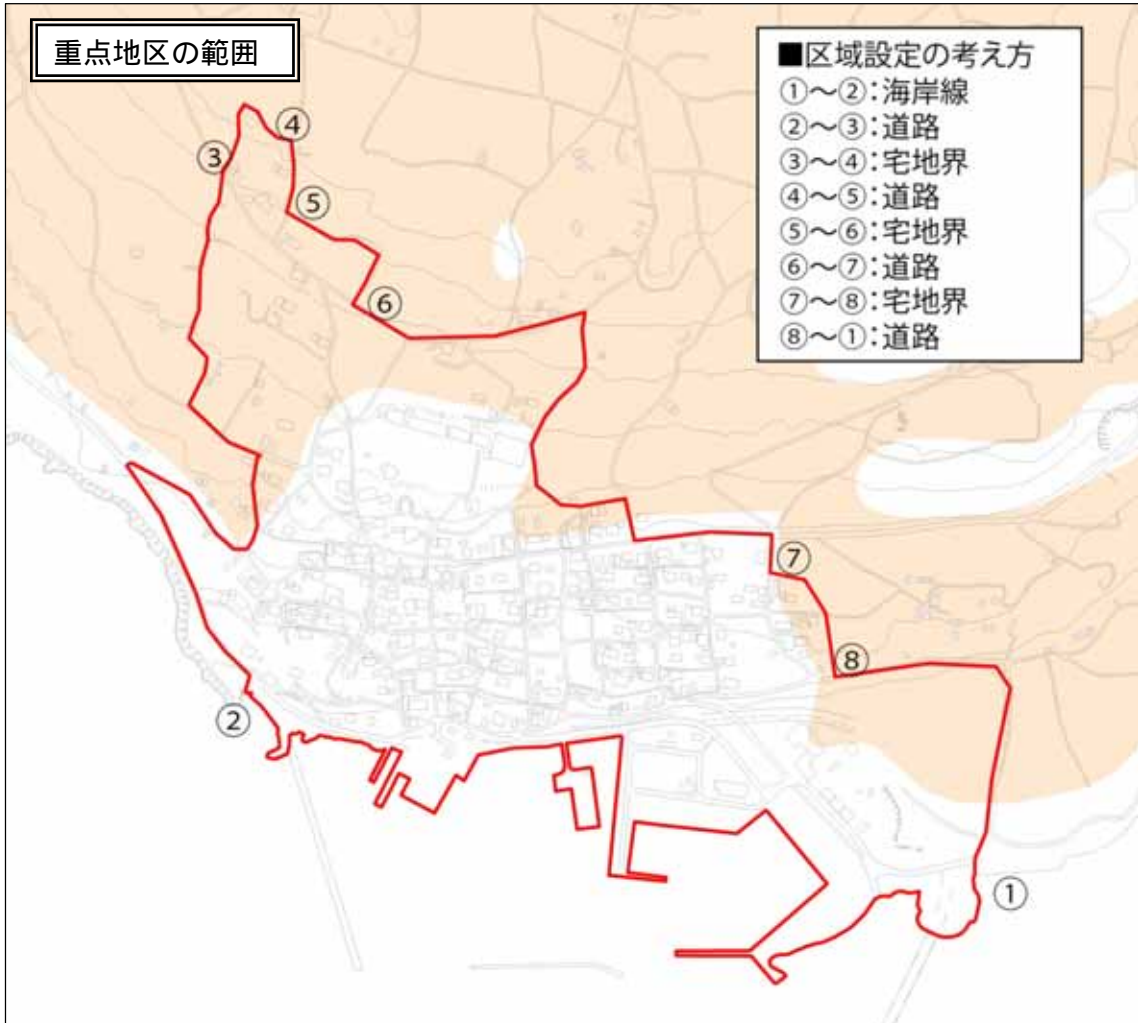 重点地区の範囲
■区域設定の考え方
①～②：海岸線
②～③：道路
③～④：宅地界
④～⑤：道路
⑤～⑥：宅地界
⑥～⑦：道路
⑦～⑧：宅地界
⑧～①：道路
④
③
⑤
⑥
⑦
⑧
②
①